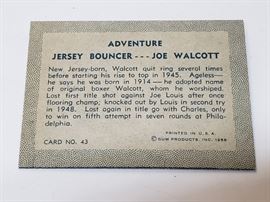 ADVENTURE
JERSEY BOUNCER --- JOE WALCOTT
New Jersey-born, Walcott quit ring several times
before starting his rise to top in 1945. Ageless—
he says he was born in 1914 — he adopted name
of original boxer Walcott, whom he worshiped.
Lost first title shot against Joe Louis after once
flooring champ; knocked out by Louis in second try
in 1948. Lost again in title go with Charles, only
to win on fifth attempt in seven rounds at Phila-
delphia.
PRINTED IN U. S. A.
CARD NO. 43
© GUM PRODUCTS, INC., 1956